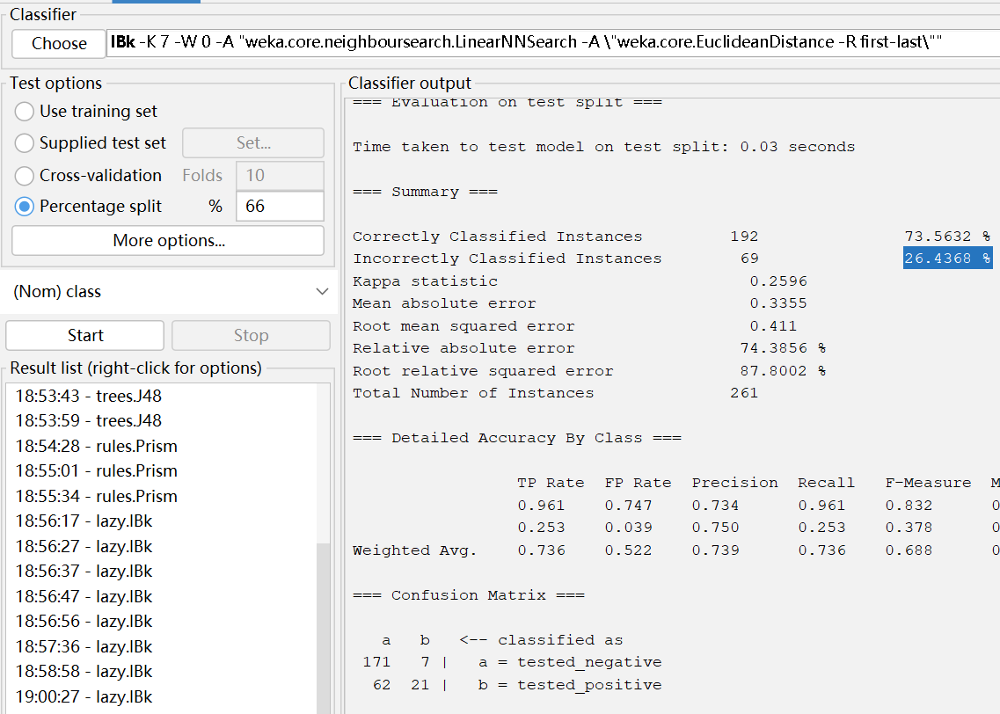 Classifier
Choose IBk -K 7 -W 0 -A "weka.core.neighboursearch.LinearNNSearch -A \"weka.core.EuclideanDistance -R first-last\""
Test options
Use training set
Supplied test set Set...
Cross-validation Folds 10
Percentage split % 66
More options...
(Nom) class
Start Stop
Result list (right-click for options)
18:53:43 - trees.J48
18:53:59 - trees.J48
18:54:28 - rules.Prism
18:55:01 - rules.Prism
18:55:34 - rules.Prism
18:56:17 - lazy.IBk
18:56:27 - lazy.IBk
18:56:37 - lazy.IBk
18:56:47 - lazy.IBk
18:56:56 - lazy.IBk
18:57:36 - lazy.IBk
18:58:58 - lazy.IBk
19:00:27 - lazy.IBk
Classifier output
=== Evaluation on test split ===
Time taken to test model on test split: 0.03 seconds
=== Summary ===
Correctly Classified Instances 192 73.5632 %
Incorrectly Classified Instances 69 26.4368 %
Kappa statistic 0.2596
Mean absolute error 0.3355
Root mean squared error 0.411
Relative absolute error 74.3856 %
Root relative squared error 87.8002 %
Total Number of Instances 261
=== Detailed Accuracy By Class ===
TP Rate FP Rate Precision Recall F-Measure M
0.961 0.747 0.734 0.961 0.832 0
0.253 0.039 0.750 0.253 0.378 0
Weighted Avg. 0.736 0.522 0.739 0.736 0.688 0
=== Confusion Matrix ===
a b <-- classified as
171 7 | a = tested_negative
62 21 | b = tested_positive